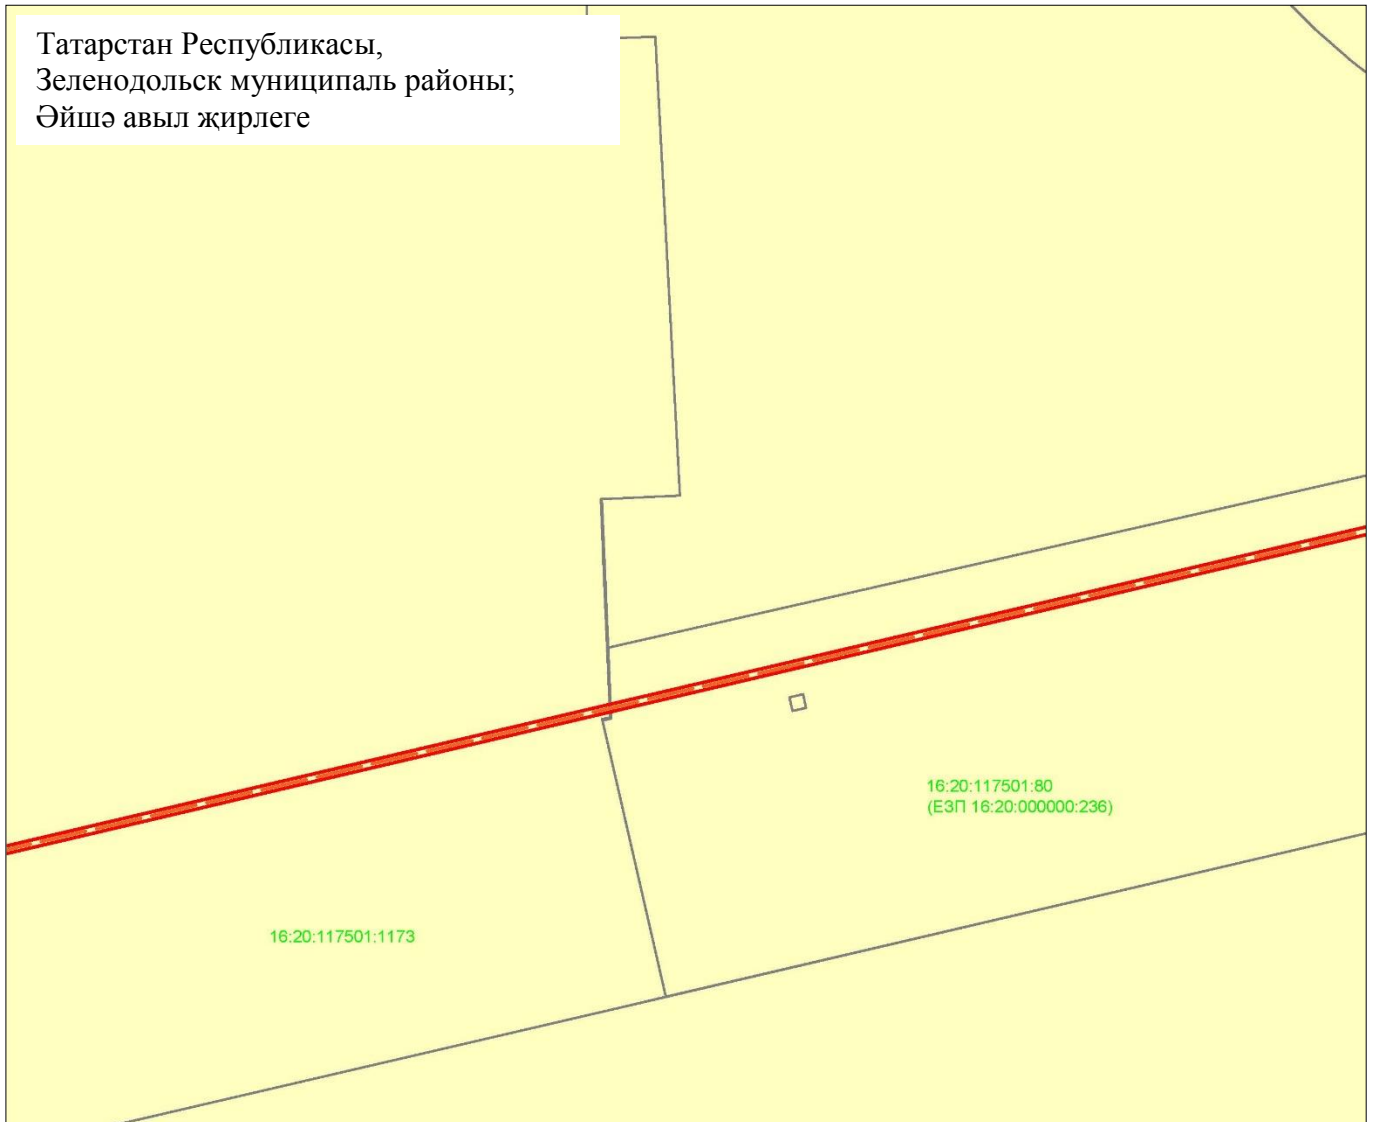 Татарстан Республикасы,
Зеленодольск муниципаль районы;
Әйшә авыл җирлеге
16:20:117501:80
(ЕЗП 16:20:000000:236)
16:20:117501:1173